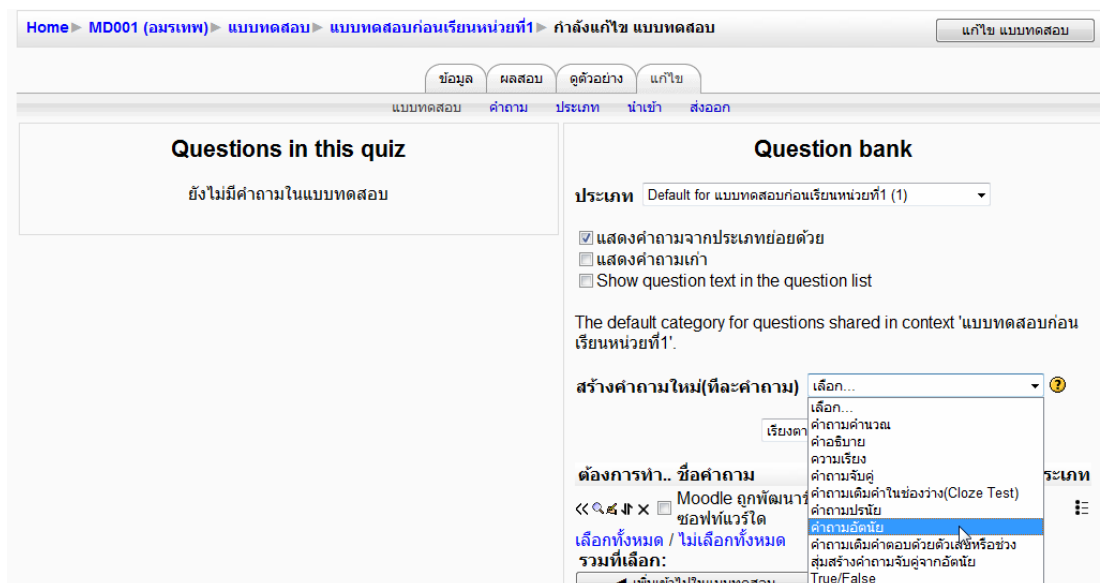 Home ► MD001 (อมรเทพ) ► แบบทดสอบ ► แบบทดสอบก่อนเรียนหน่วยที่1 ► กำลังแก้ไข แบบทดสอบ
แก้ไข แบบทดสอบ
ข้อมูล ผลสอบ ดูตัวอย่าง แก้ไข
แบบทดสอบ คำถาม ประเภท นำเข้า ส่งออก
Questions in this quiz
ยังไม่มีคำถามในแบบทดสอบ
Question bank
ประเภท Default for แบบทดสอบก่อนเรียนหน่วยที่1 (1)
แสดงคำถามจากประเภทย่อยด้วย
แสดงคำถามเก่า
Show question text in the question list
The default category for questions shared in context 'แบบทดสอบก่อน
เรียนหน่วยที่1'.
สร้างคำถามใหม่(ทีละคำถาม) เลือก...
เลือก...
คำถามคำนวณ
คำอธิบาย
ความเรียง
คำถามจับคู่
คำถามเติมคำในช่องว่าง(Cloze Test)
คำถามปรนัย
คำถามอัตนัย
คำถามเติมคำตอบด้วยตัวเลขหรือช่วง
สุ่มสร้างคำถามจับคู่จากอัตนัย
True/False
ต้องการทำ.. ชื่อคำถาม
Moodle ถูกพัฒนา
ซอฟท์แวร์ใด
เลือกทั้งหมด / ไม่เลือกทั้งหมด
รวมที่เลือก:
เพิ่มเข้าไปในแบบทดสอบ